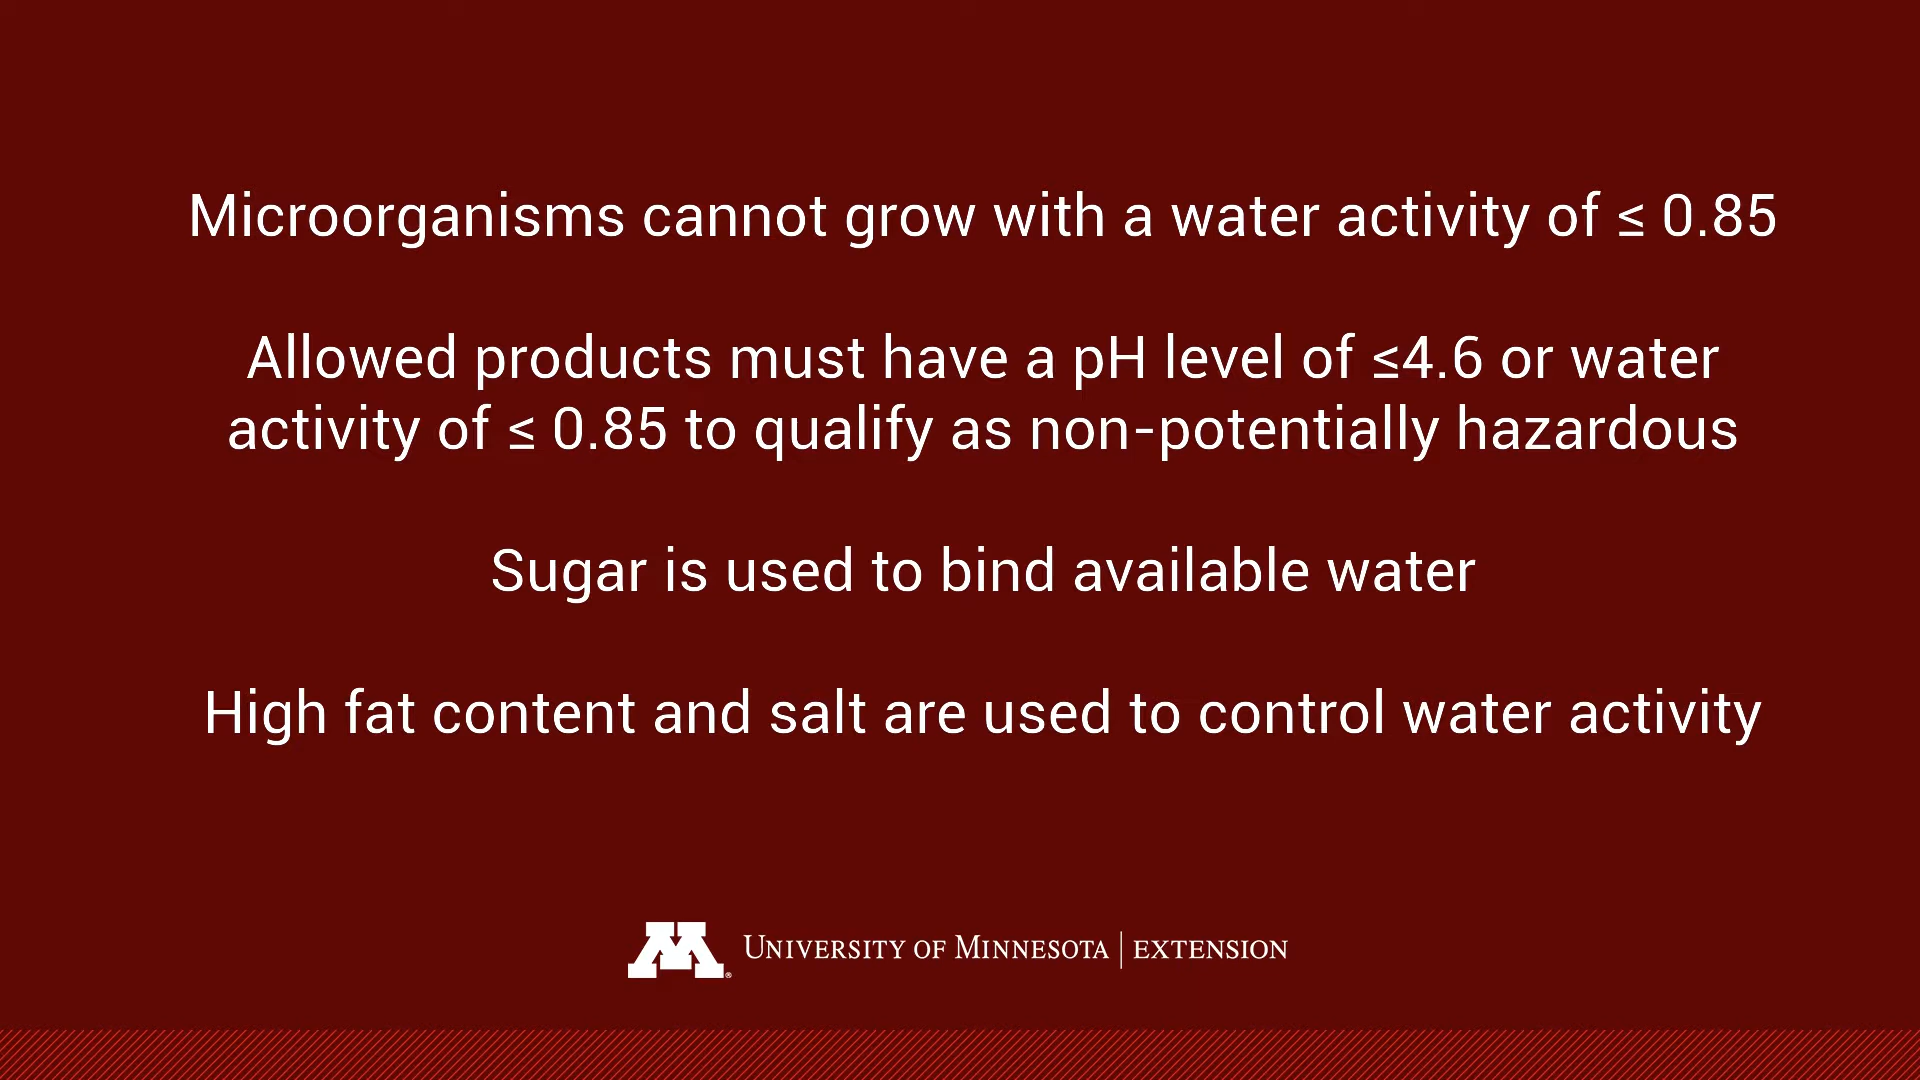 Microorganisms cannot grow with a water activity of ≤ 0.85
Allowed products must have a pH level of ≤4.6 or water
activity of ≤ 0.85 to qualify as non-potentially hazardous
Sugar is used to bind available water
High fat content and salt are used to control water activity
M® UNIVERSITY OF MINNESOTA | EXTENSION